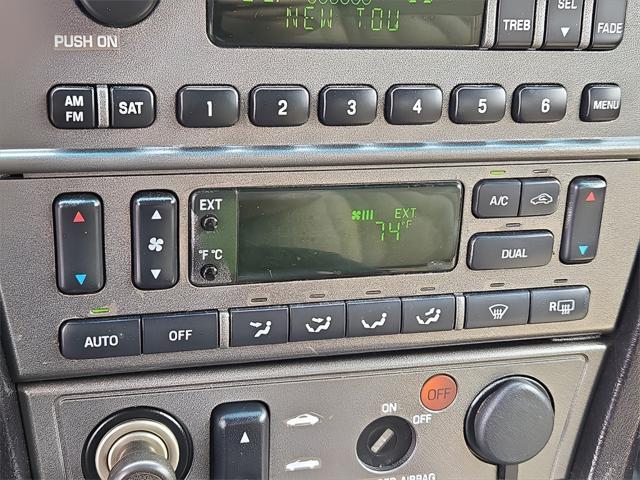 NEW TOU
TREB
SEL
FADE
PUSH ON
AM FM
SAT
1
2
3
4
5
6
MENU
EXT
°F °C
EXT
74°F
A/C
DUAL
AUTO
OFF
R
ON
OFF
OFF
AIRBAG